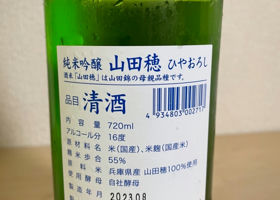 純米吟醸 山田穂 ひやおろし
酒米「山田穂」は山田錦の母親品種です。
品目 清酒
4 934803 002717
内容量 720ml
アルコール分 16度
原材料名 米(国産)、米麹(国産米)
精米歩合 55%
原料米 兵庫県産 山田穂100%使用
使用酵母 自社酵母
製造年月 2023.08